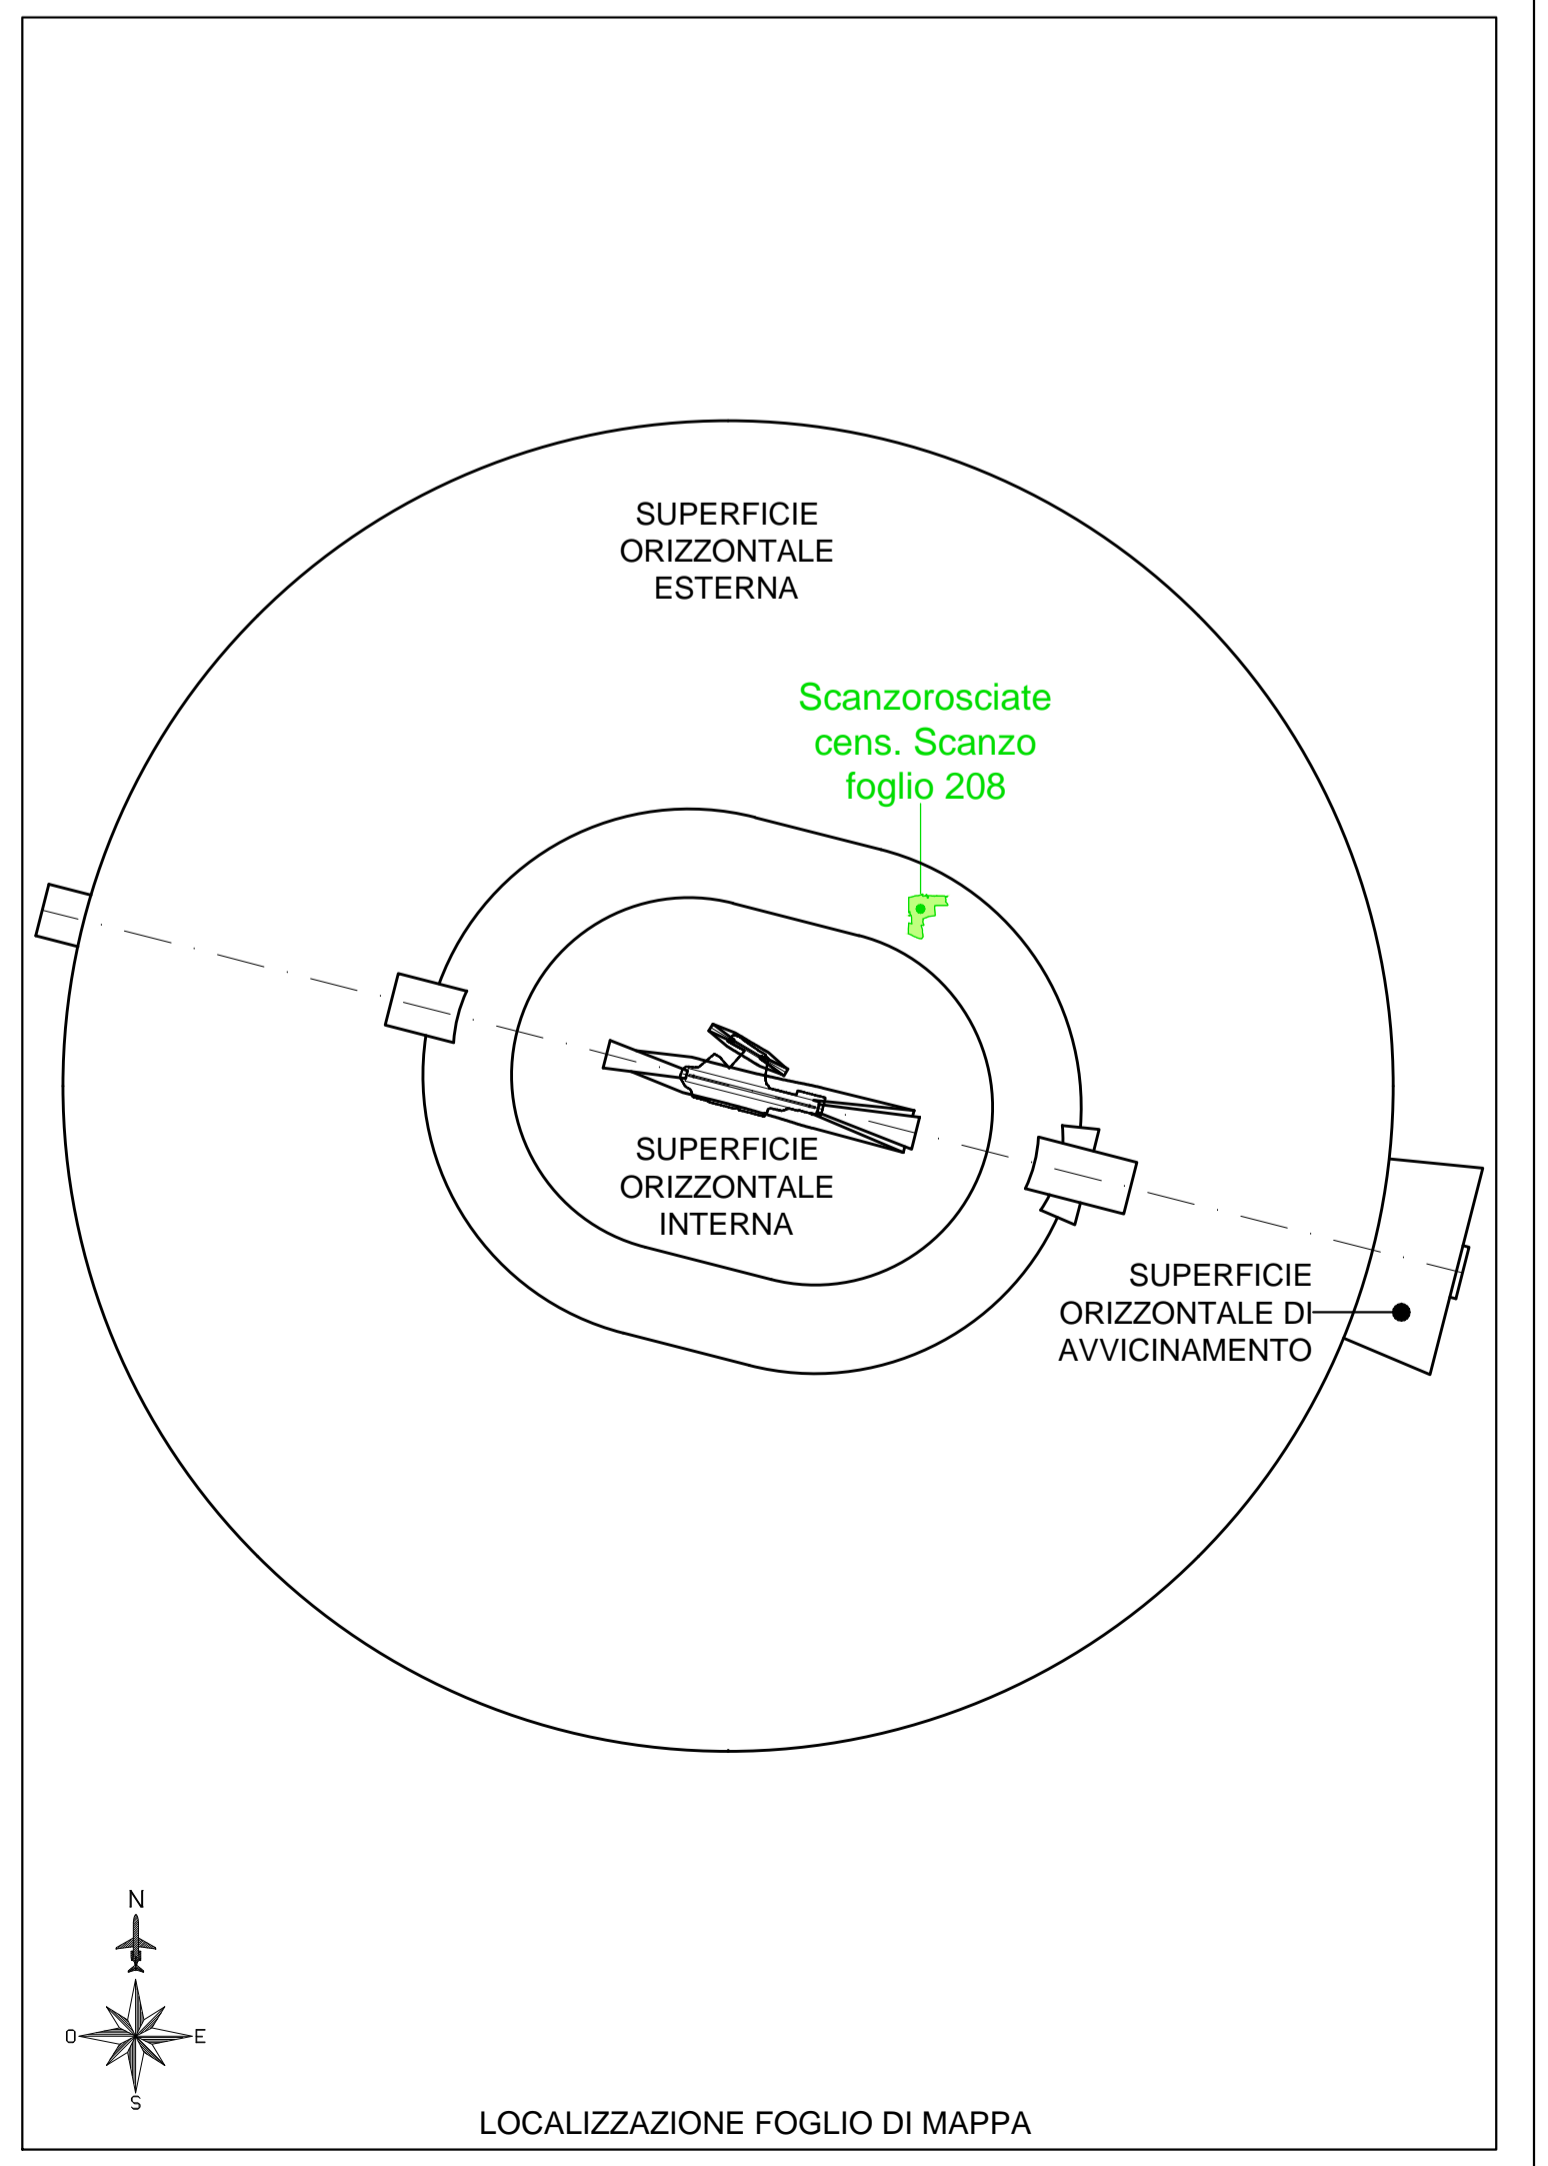 SUPERFICIE
ORIZZONTALE
ESTERNA
Scanzorosciate
cens. Scanzo
foglio 208
SUPERFICIE
ORIZZONTALE
INTERNA
SUPERFICIE
ORIZZONTALE DI
AVVICINAMENTO
N
O
E
S
LOCALIZZAZIONE FOGLIO DI MAPPA